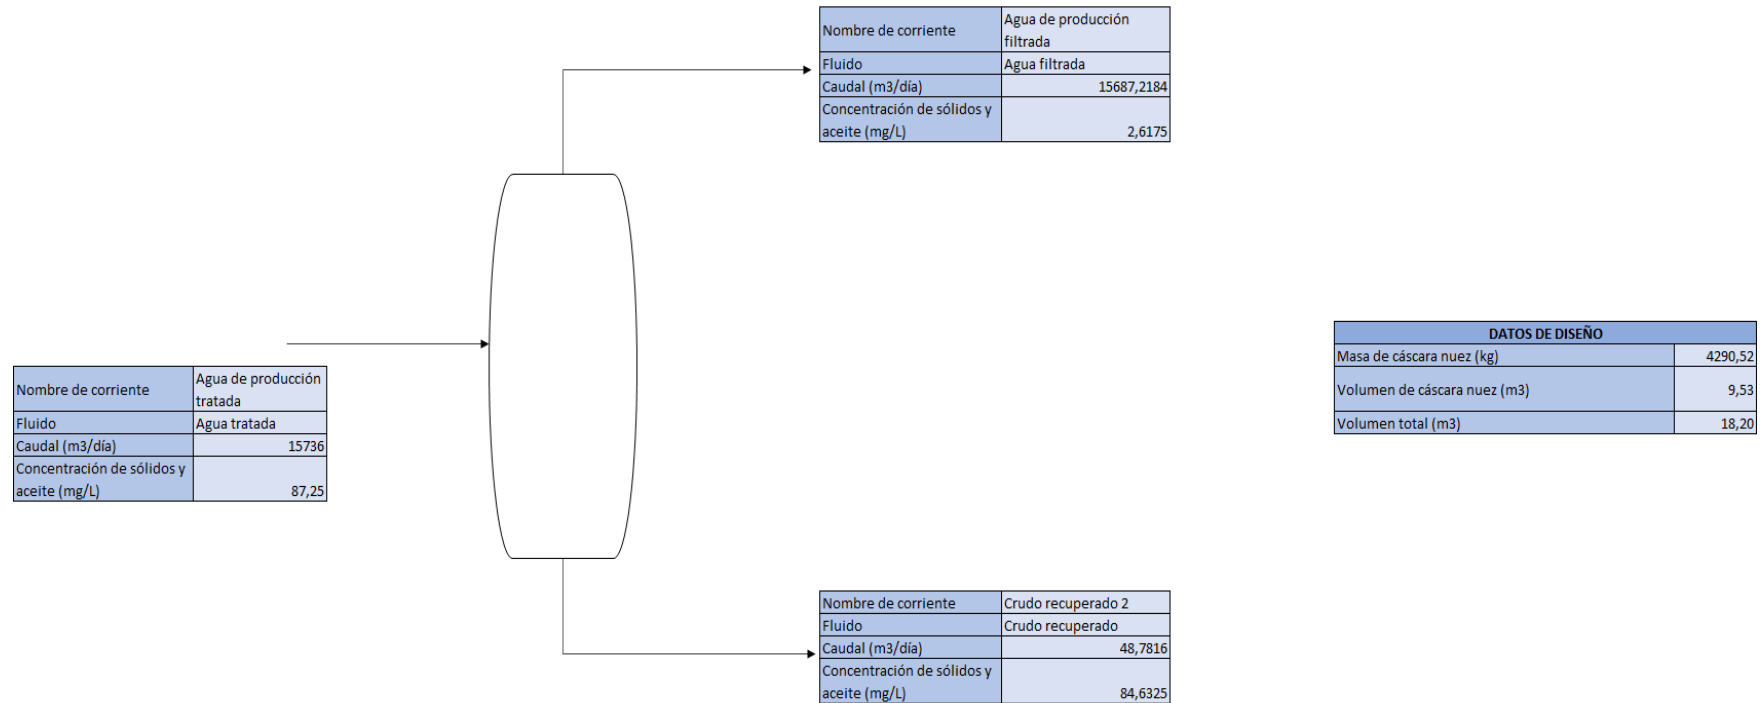 Nombre de corriente
Agua de producción
filtrada
Fluido
Agua filtrada
Caudal (m3/día)
15687,2184
Concentración de sólidos y
aceite (mg/L)
2,6175
Nombre de corriente
Agua de producción
tratada
Fluido
Agua tratada
Caudal (m3/día)
15736
Concentración de sólidos y
aceite (mg/L)
87,25
DATOS DE DISEÑO
Masa de cáscara nuez (kg)
4290,52
Volumen de cáscara nuez (m3)
9,53
Volumen total (m3)
18,20
Nombre de corriente
Crudo recuperado 2
Fluido
Crudo recuperado
Caudal (m3/día)
48,7816
Concentración de sólidos y
aceite (mg/L)
84,6325